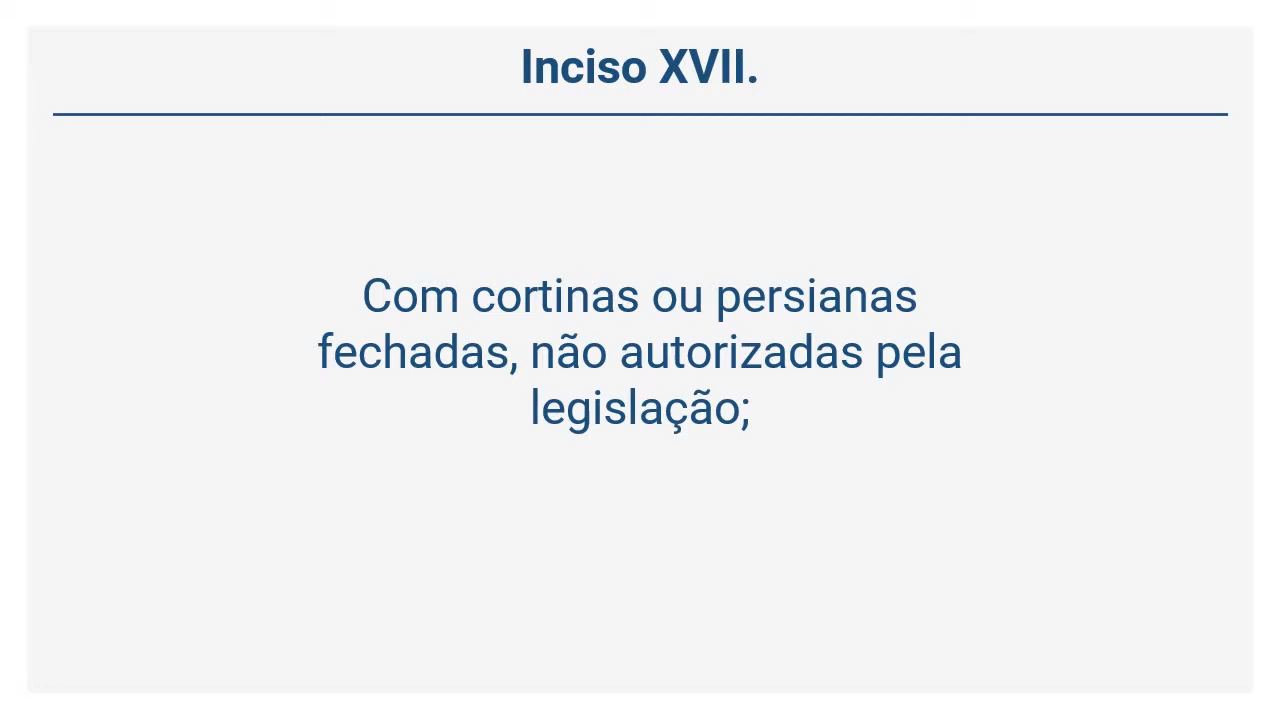 Inciso XVII.
Com cortinas ou persianas
fechadas, não autorizadas pela
legislação;